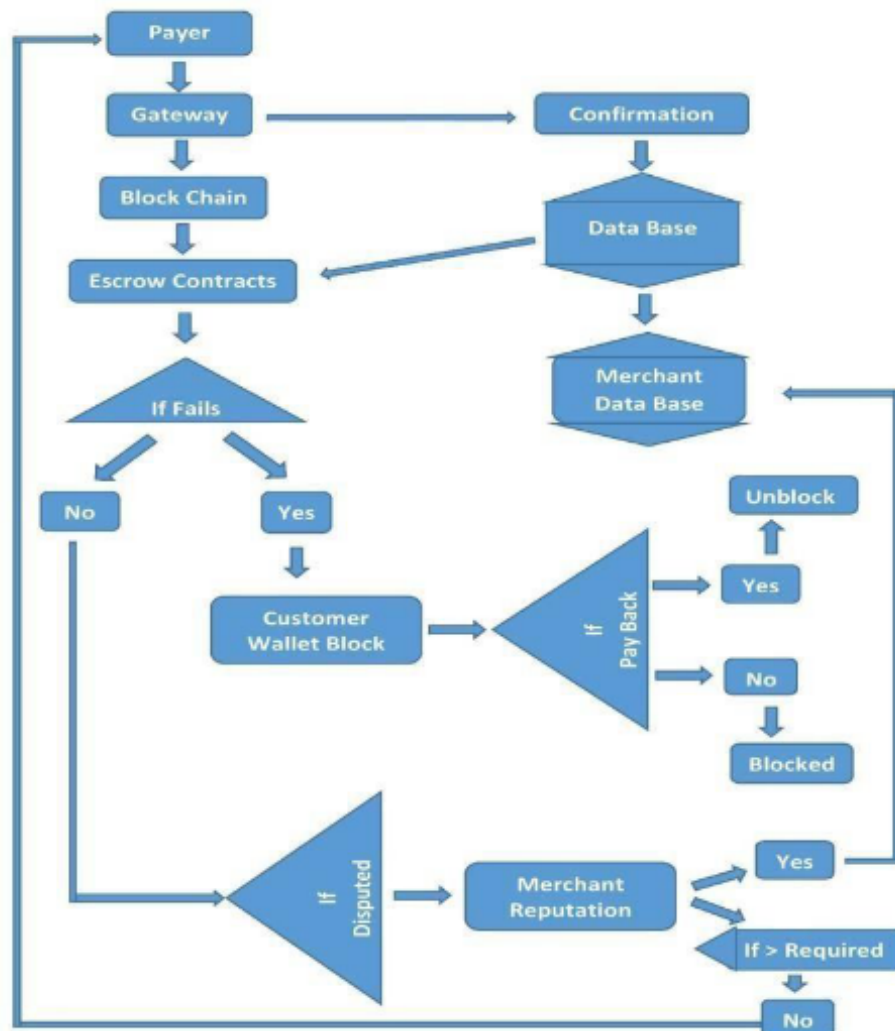 Payer
Gateway
Confirmation
Block Chain
Data Base
Escrow Contracts
If Fails
Merchant
Data Base
No
Yes
Unblock
Customer
Wallet Block
If
Pay Back
Yes
No
Blocked
If
Disputed
Merchant
Reputation
Yes
If > Required
No